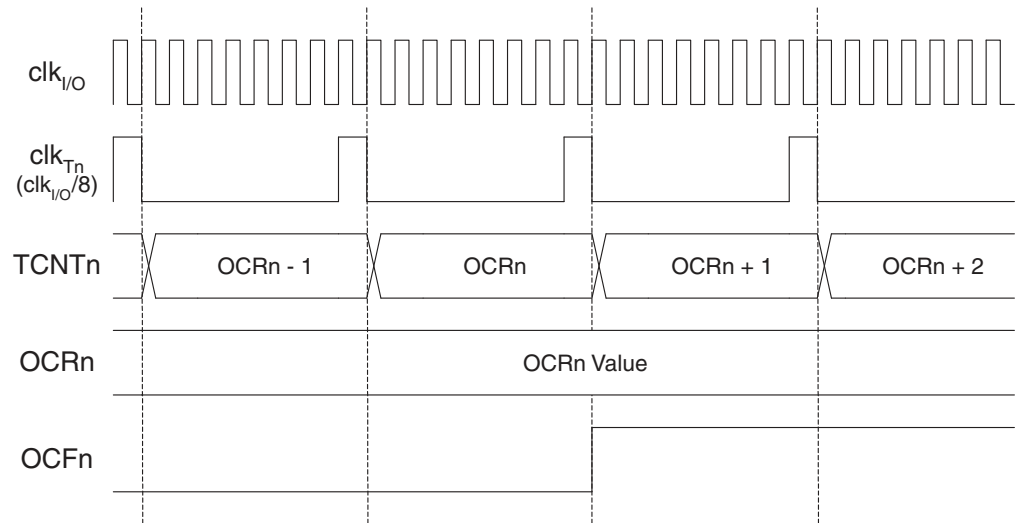 clkI/O
clkTn
(clkI/O/8)
TCNTn OCRn - 1 OCRn OCRn + 1 OCRn + 2
OCRn OCRn Value
OCFn